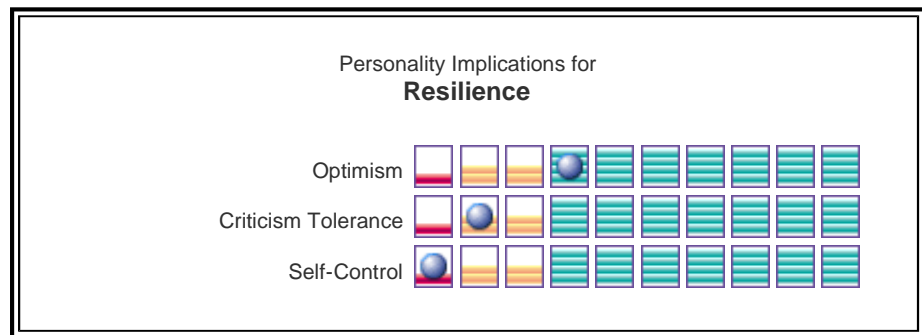 Personality Implications for
Resilience
Optimism
Criticism Tolerance
Self-Control